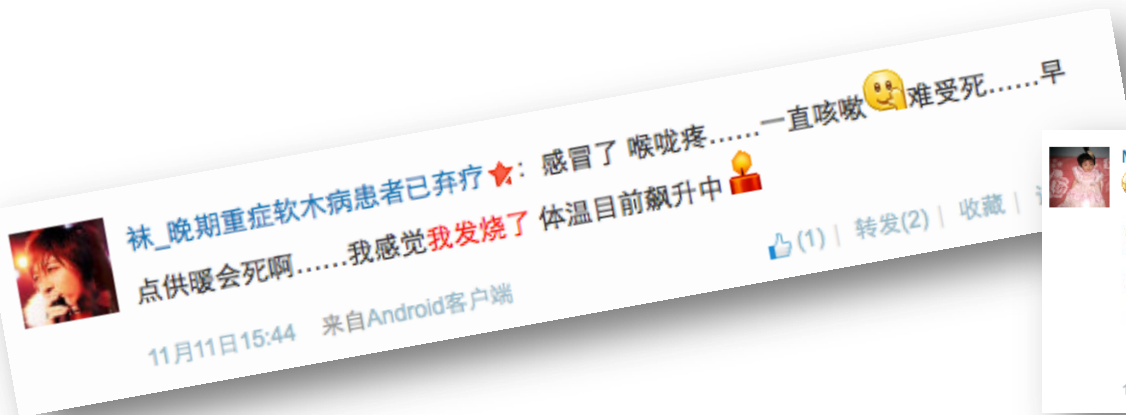 袜_晚期重症软木病患者已弃疗：感冒了 喉咙疼……一直咳嗽难受死……早
点供暖会死啊……我感觉我发烧了 体温目前飙升中
(1)| 转发(2)| 收藏|
11月11日15:44 来自Android客户端